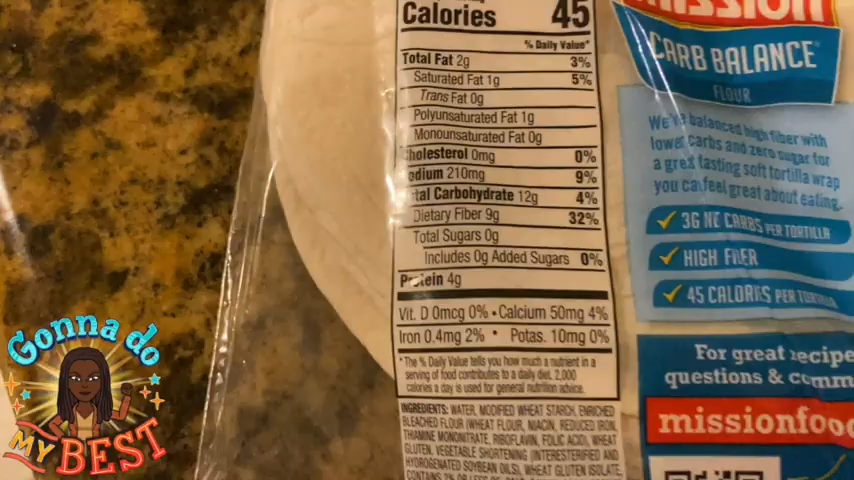 Calories 45
% Daily Value*
Total Fat 2g 3%
Saturated Fat 1g 5%
Trans Fat 0g
Polyunsaturated Fat 1g
Monounsaturated Fat 0g
Cholesterol 0mg 0%
Sodium 210mg 9%
Total Carbohydrate 12g 4%
Dietary Fiber 9g 32%
Total Sugars 0g
Includes 0g Added Sugars 0%
Protein 4g
Vit. D 0mcg 0% • Calcium 50mg 4%
Iron 0.4mg 2% • Potas. 10mg 0%
*The % Daily Value tells you how much a nutrient in a
serving of food contributes to a daily diet. 2,000
calories a day is used for general nutrition advice.
INGREDIENTS: WATER, MODIFIED WHEAT STARCH, ENRICHED
BLEACHED FLOUR (WHEAT FLOUR, NIACIN, REDUCED IRON,
THIAMINE MONONITRATE, RIBOFLAVIN, FOLIC ACID), WHEAT
GLUTEN, VEGETABLE SHORTENING (INTERESTERIFIED AND
HYDROGENATED SOYBEAN OILS), WHEAT GLUTEN ISOLATE,
CONTAINS 2% OR LESS
MISSION
CARB BALANCE
FLOUR
We've balanced high fiber with
lower carbs and zero sugar for
a great tasting soft tortilla wrap
you can feel great about eating.
3G NET CARBS PER TORTILLA
HIGH FIBER
45 CALORIES PER TORTILLA
For great recipe
questions & comm
missionfoo
Gonna do
MY BEST